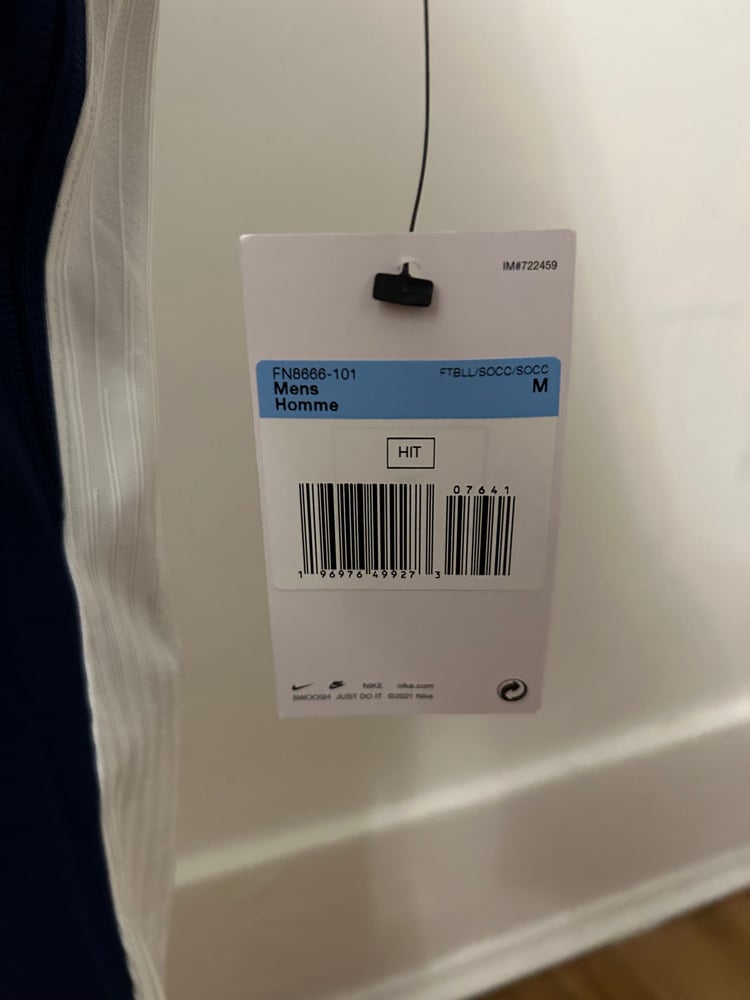 IM#722459
FN8666-101 FTBLL/SOCC/SOCC
Mens M
Homme
HIT
07641
1 96976 49927 3
NIKE nike.com
SWOOSH JUST DO IT ©2021 Nike